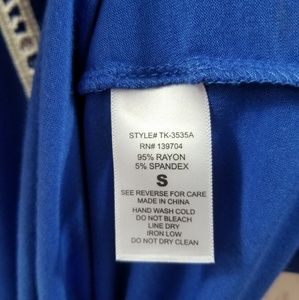 STYLE# TK-3535A
RN# 139704
95% RAYON
5% SPANDEX
S
SEE REVERSE FOR CARE
MADE IN CHINA
HAND WASH COLD
DO NOT BLEACH
LINE DRY
IRON LOW
DO NOT DRY CLEAN